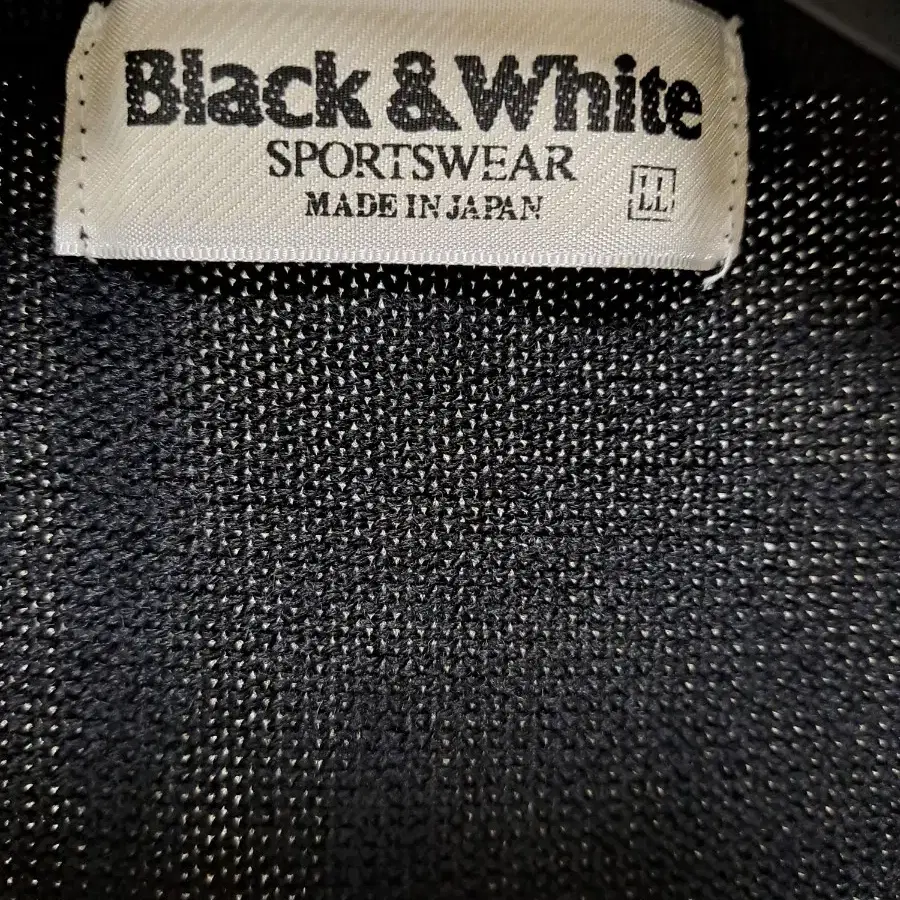 Black & White
SPORTSWEAR
MADE IN JAPAN
LL